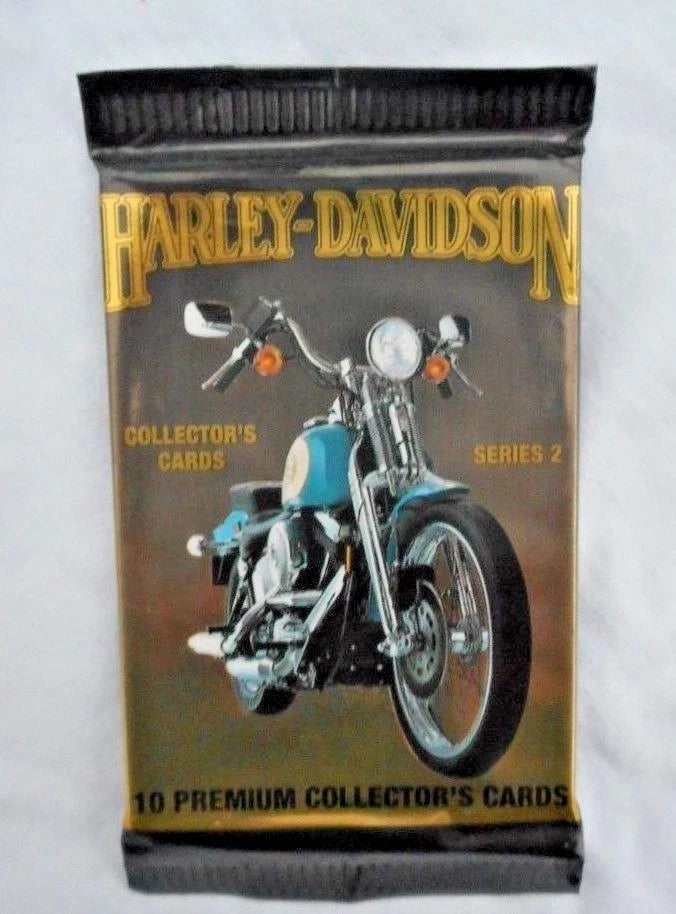 HARLEY-DAVIDSON
COLLECTOR'S
CARDS
SERIES 2
10 PREMIUM COLLECTOR'S CARDS